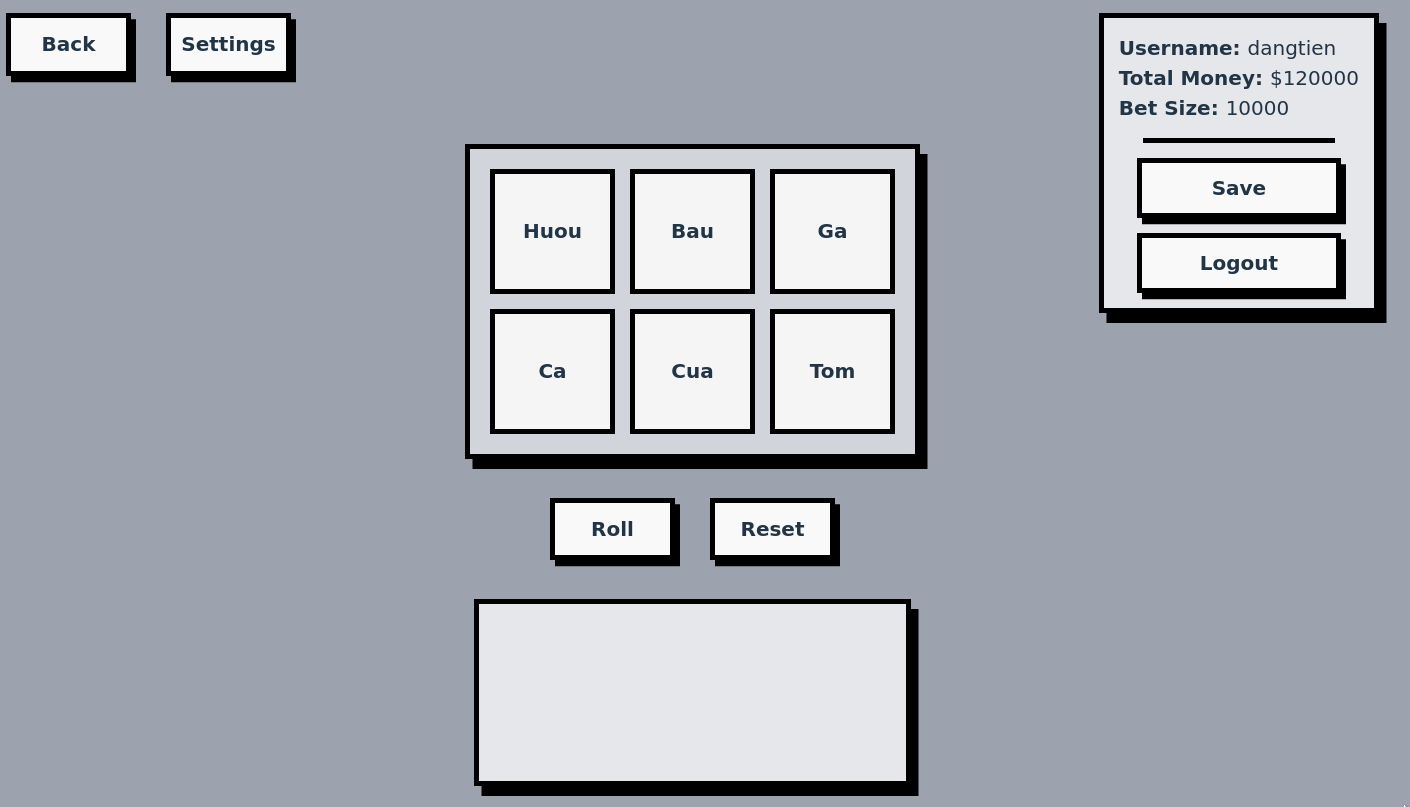 Back
Settings
Username: dangtien
Total Money: $120000
Bet Size: 10000
Save
Logout
Huou
Bau
Ga
Ca
Cua
Tom
Roll
Reset